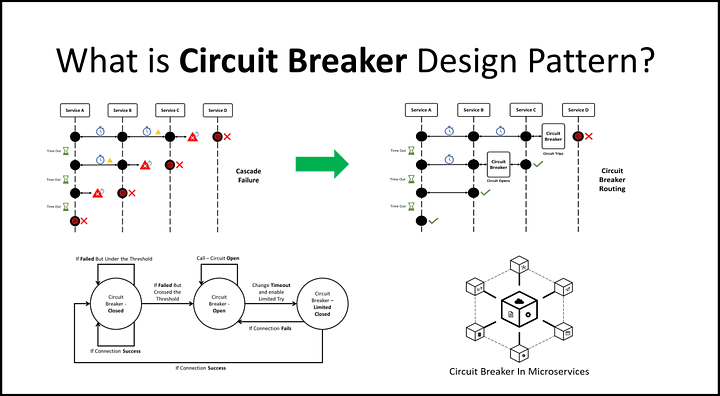 What is Circuit Breaker Design Pattern?
Service A Service B Service C Service D
Time Out
Time Out
Time Out
Cascade
Failure
Service A Service B Service C Service D
Circuit
Breaker
Circuit Trips
Time Out
Circuit
Breaker
Circuit Opens
Time Out
Time Out
Circuit
Breaker
Routing
If Failed But Under the Threshold
Circuit
Breaker -
Closed
If Connection Success
If Failed But
Crossed the
Threshold
Call – Circuit Open
Circuit
Breaker -
Open
Change Timeout
and enable
Limited Try
If Connection Fails
Circuit
Breaker –
Limited
Closed
If Connection Success
Circuit Breaker In Microservices